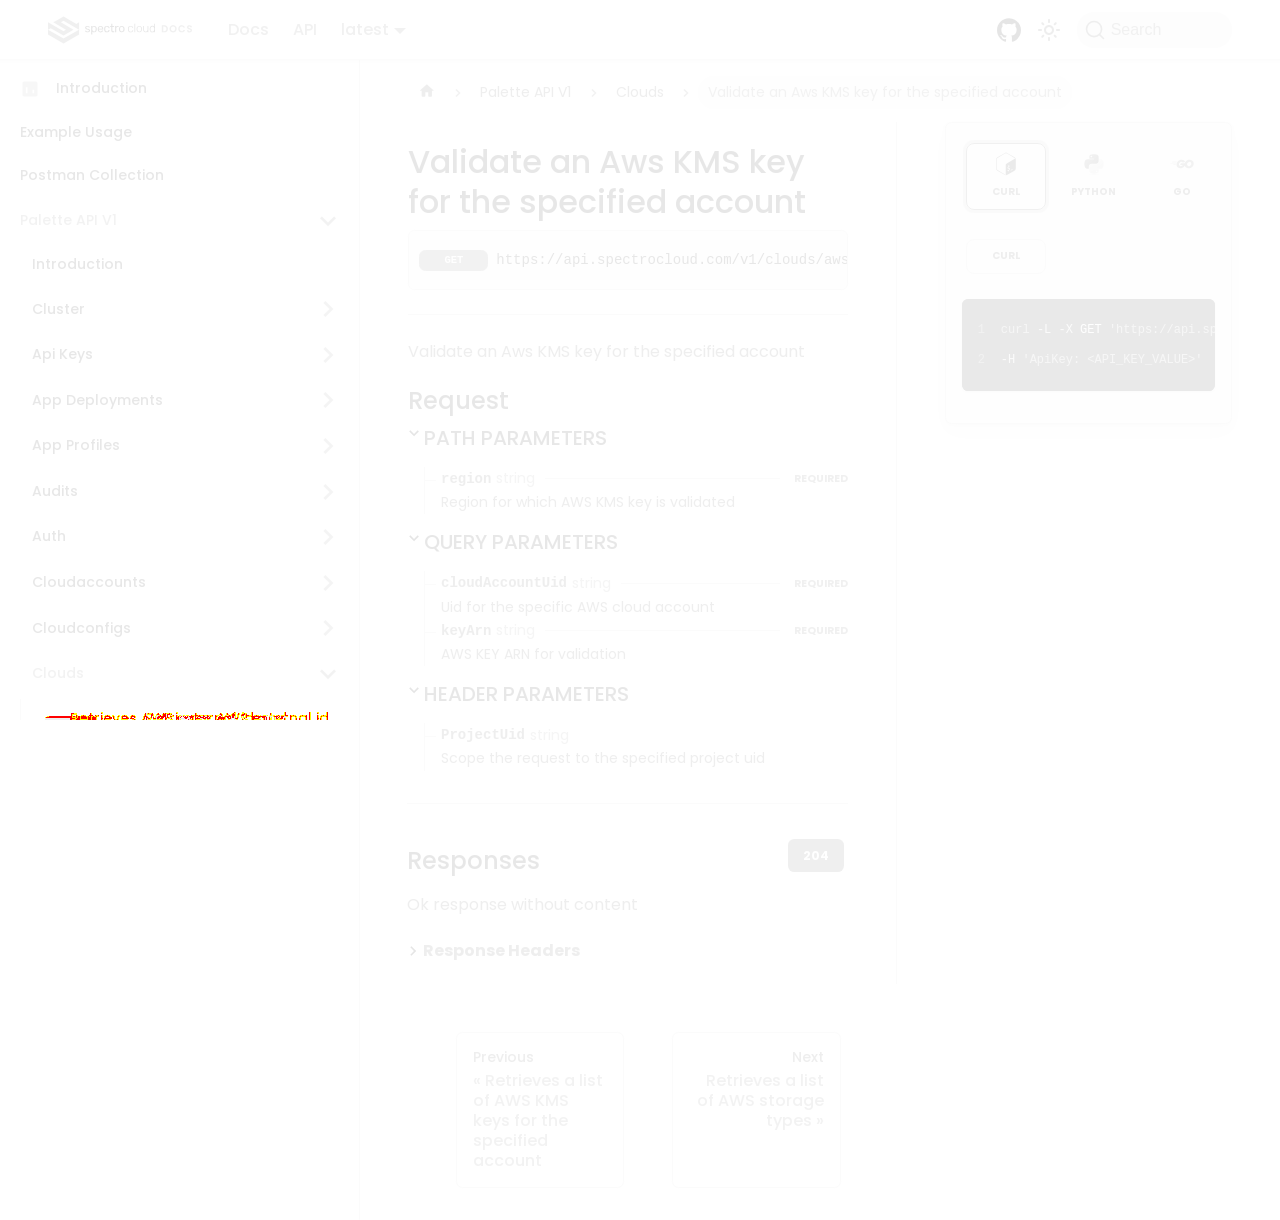 spectro cloud DOCS
Docs
API
latest
Search
Introduction
Example Usage
Postman Collection
Palette API V1
Introduction
Cluster
Api Keys
App Deployments
App Profiles
Audits
Auth
Cloudaccounts
Cloudconfigs
Clouds
Palette API V1
Clouds
Validate an Aws KMS key for the specified account
Validate an Aws KMS key
for the specified account
GET https://api.spectrocloud.com/v1/clouds/aws
Validate an Aws KMS key for the specified account
Request
PATH PARAMETERS
region string REQUIRED
Region for which AWS KMS key is validated
QUERY PARAMETERS
cloudAccountUid string REQUIRED
Uid for the specific AWS cloud account
keyArn string REQUIRED
AWS KEY ARN for validation
HEADER PARAMETERS
ProjectUid string
Scope the request to the specified project uid
Responses
204
Ok response without content
Response Headers
Previous
« Retrieves a list
of AWS KMS
keys for the
specified
account
Next
Retrieves a list
of AWS storage
types »
CURL
PYTHON
GO
CURL
1 curl -L -X GET 'https://api.sp
2 -H 'ApiKey: <API_KEY_VALUE>'